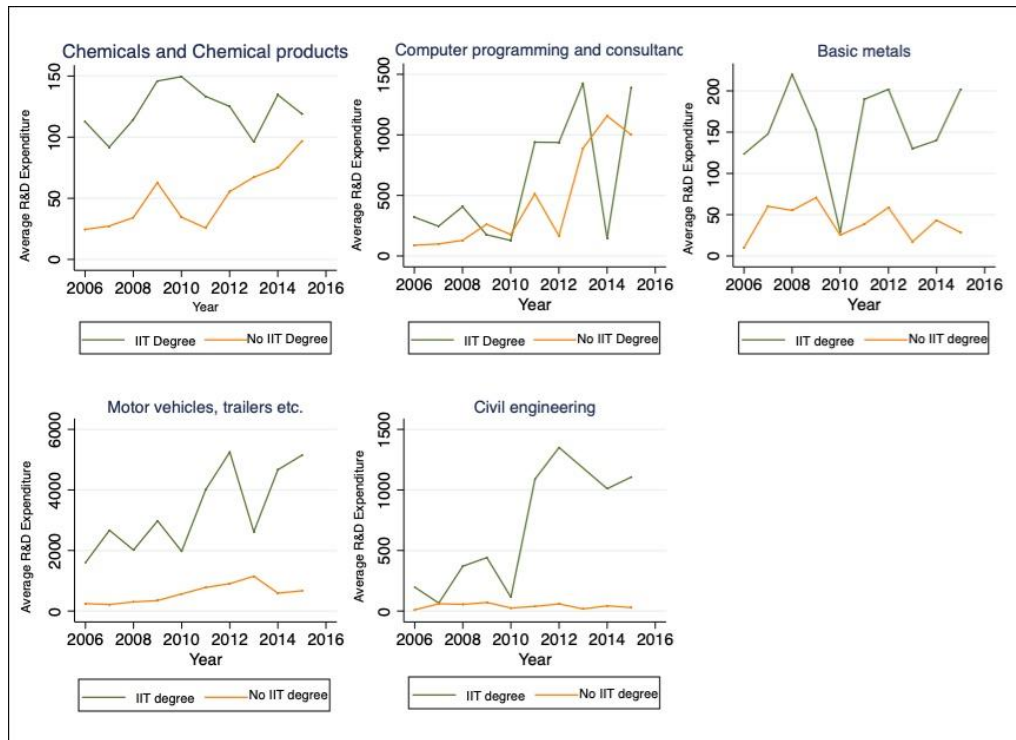 Chemicals and Chemical products
Average R&D Expenditure
150
100
50
0
2006 2008 2010 2012 2014 2016
Year
IIT Degree No IIT Degree
Computer programming and consultanc
Average R&D Expenditure
1500
1000
500
0
2006 2008 2010 2012 2014 2016
Year
IIT Degree No IIT Degree
Basic metals
Average R&D Expenditure
200
150
100
50
0
2006 2008 2010 2012 2014 2016
Year
IIT degree No IIT degree
Motor vehicles, trailers etc.
Average R&D Expenditure
6000
4000
2000
0
2006 2008 2010 2012 2014 2016
Year
IIT degree No IIT degree
Civil engineering
Average R&D Expenditure
1500
1000
500
0
2006 2008 2010 2012 2014 2016
Year
IIT degree No IIT degree